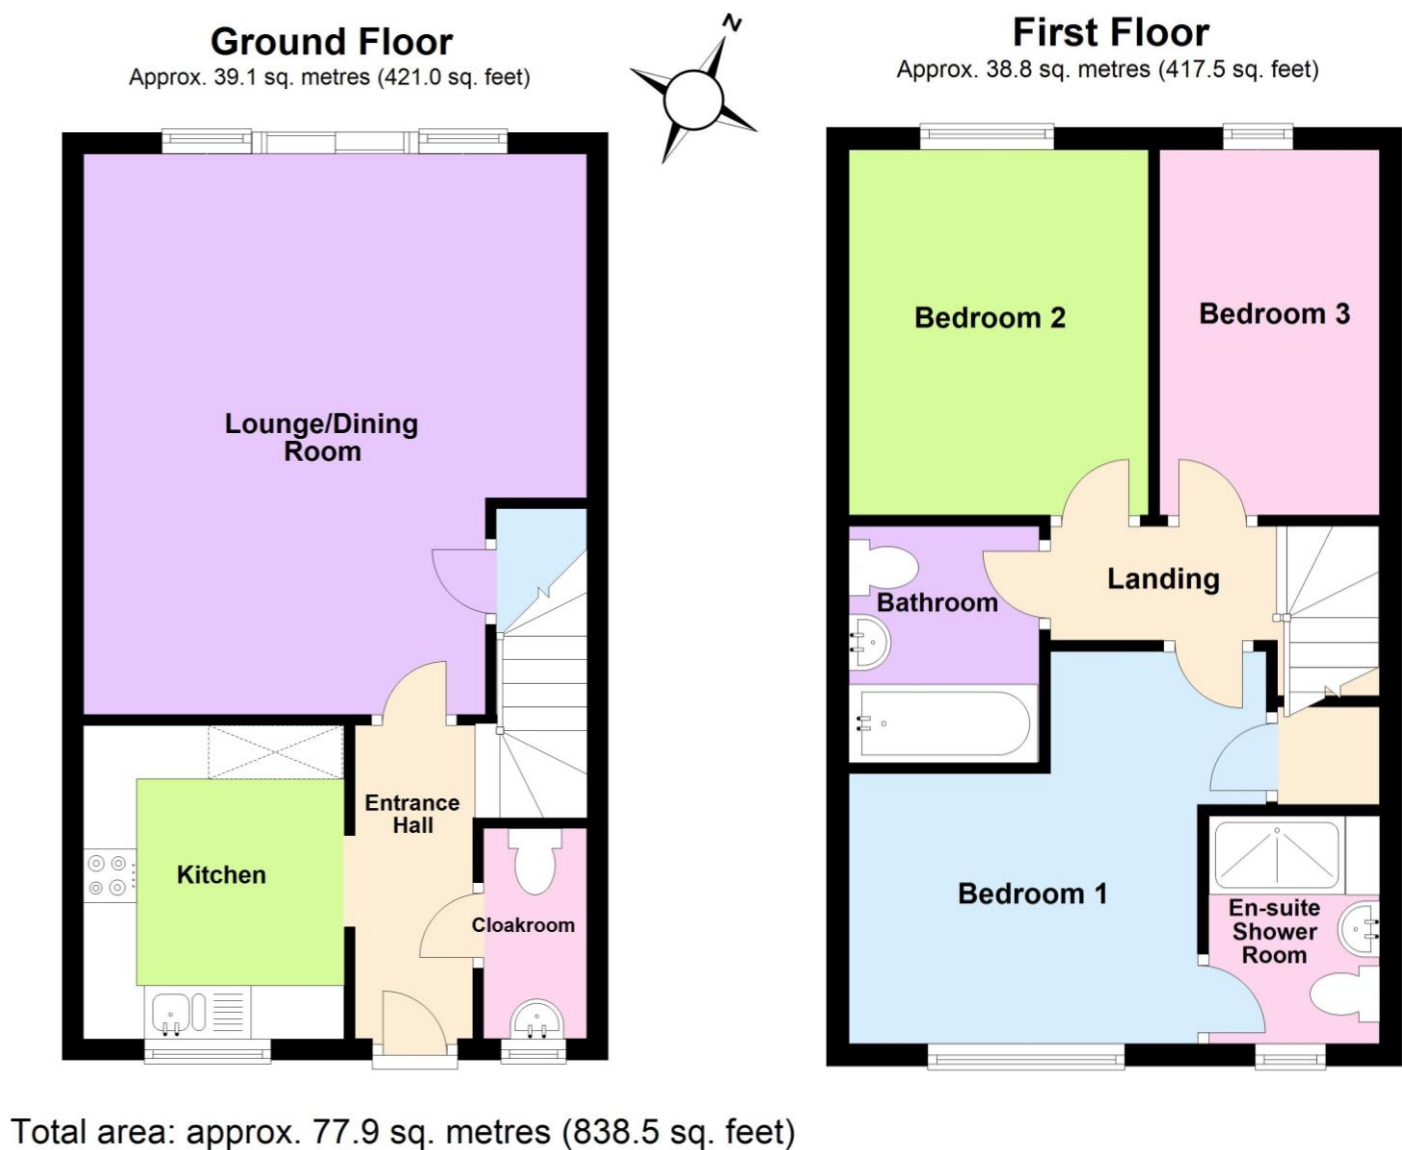 Ground Floor
Approx. 39.1 sq. metres (421.0 sq. feet)
N
First Floor
Approx. 38.8 sq. metres (417.5 sq. feet)
Lounge/Dining
Room
Kitchen
Entrance
Hall
Cloakroom
Bedroom 2
Bedroom 3
Bathroom
Landing
Bedroom 1
En-suite
Shower
Room
Total area: approx. 77.9 sq. metres (838.5 sq. feet)